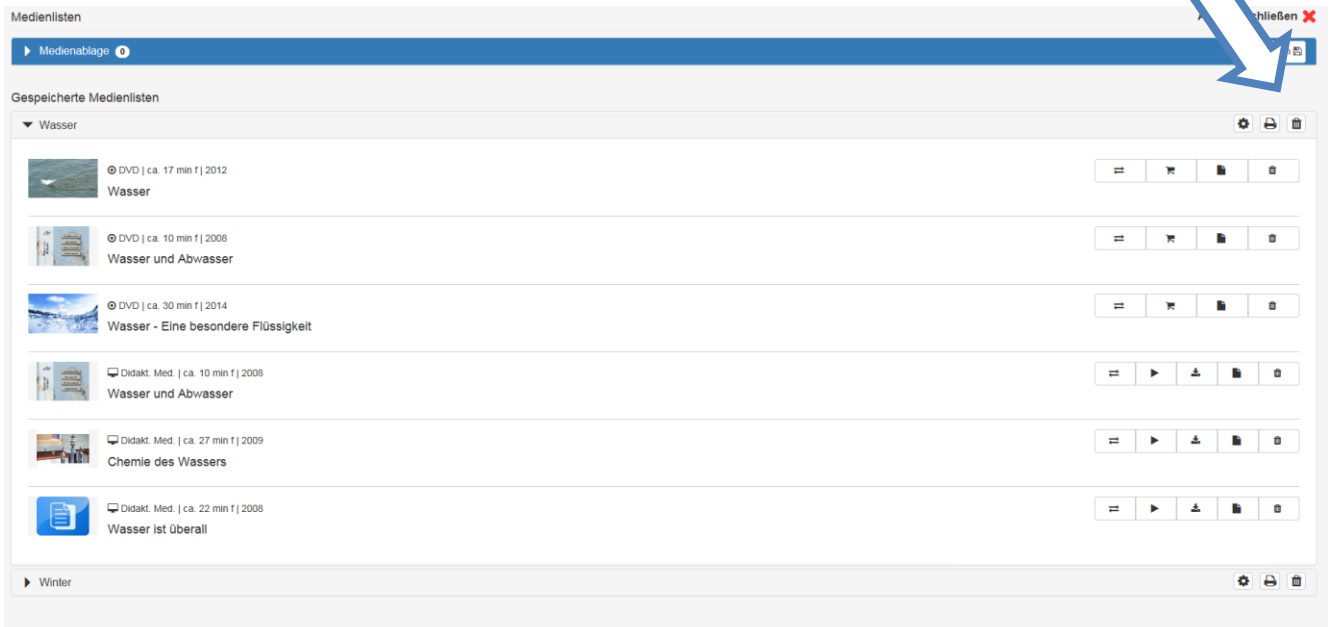 Medienlisten
schließen
Medienablage 0
Gespeicherte Medienlisten
Wasser
DVD | ca. 17 min f | 2012
Wasser
DVD | ca. 10 min f | 2008
Wasser und Abwasser
DVD | ca. 30 min f | 2014
Wasser - Eine besondere Flüssigkeit
Didakt. Med. | ca. 10 min f | 2008
Wasser und Abwasser
Didakt. Med. | ca. 27 min f | 2009
Chemie des Wassers
Didakt. Med. | ca. 22 min f | 2008
Wasser ist überall
Winter